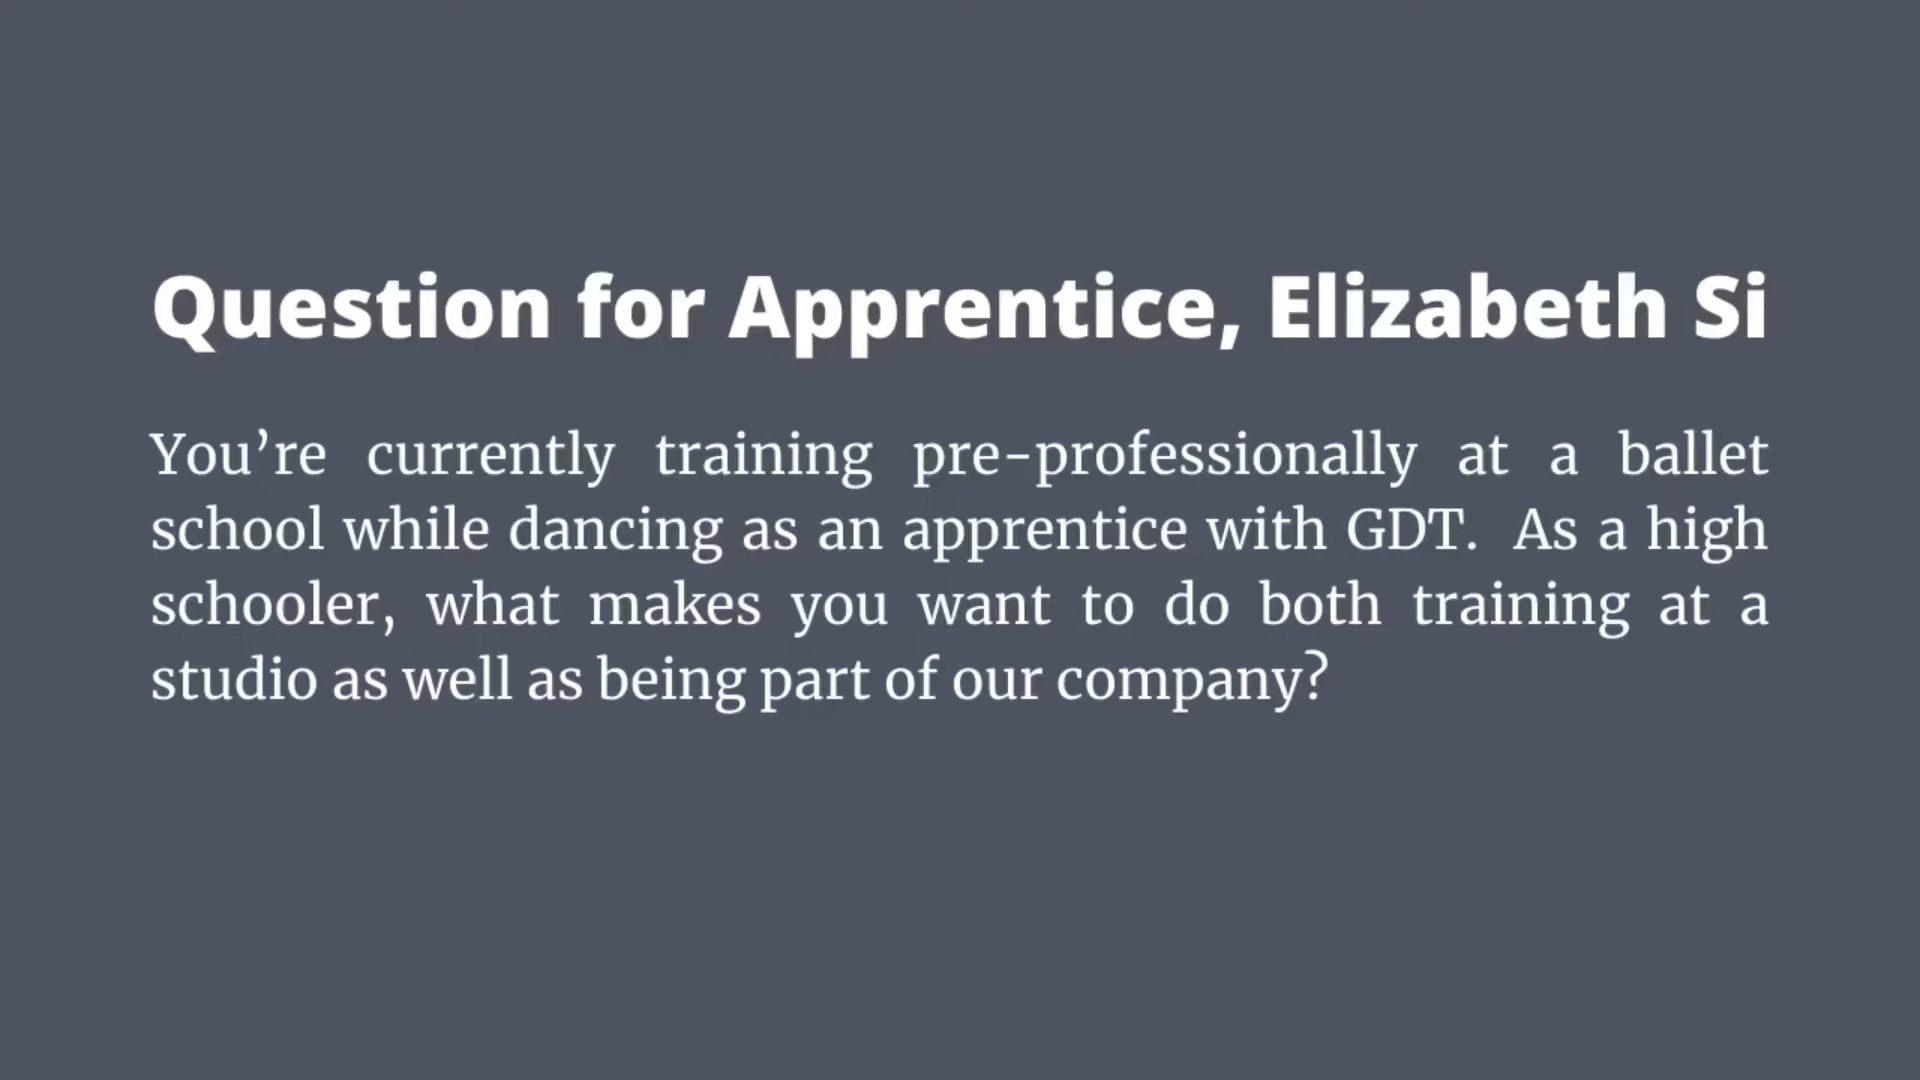 Question for Apprentice, Elizabeth Si
You’re currently training pre-professionally at a ballet
school while dancing as an apprentice with GDT.  As a high
schooler, what makes you want to do both training at a
studio as well as being part of our company?